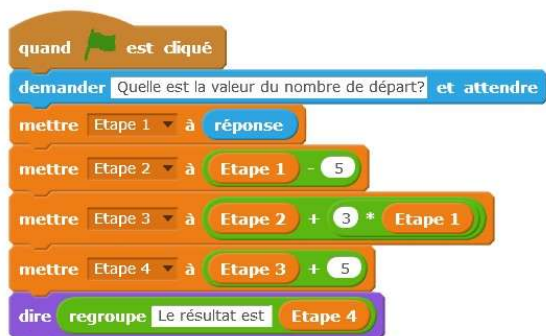 quand est cliqué
demander Quelle est la valeur du nombre de départ? et attendre
mettre Etape 1 à réponse
mettre Etape 2 à Etape 1 - 5
mettre Etape 3 à Etape 2 + 3 * Etape 1
mettre Etape 4 à Etape 3 + 5
dire regroupe Le résultat est Etape 4